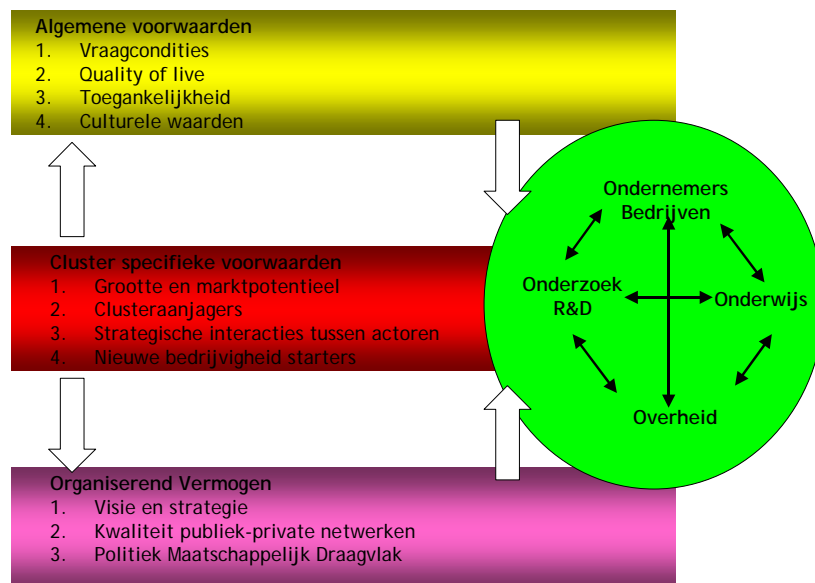 Algemene voorwaarden
1. Vraagcondities
2. Quality of live
3. Toegankelijkheid
4. Culturele waarden
Cluster specifieke voorwaarden
1. Grootte en marktpotentieel
2. Clusteraanjagers
3. Strategische interacties tussen actoren
4. Nieuwe bedrijvigheid starters
Organiserend Vermogen
1. Visie en strategie
2. Kwaliteit publiek-private netwerken
3. Politiek Maatschappelijk Draagvlak
Ondernemers
Bedrijven
Onderzoek
R&D
Onderwijs
Overheid